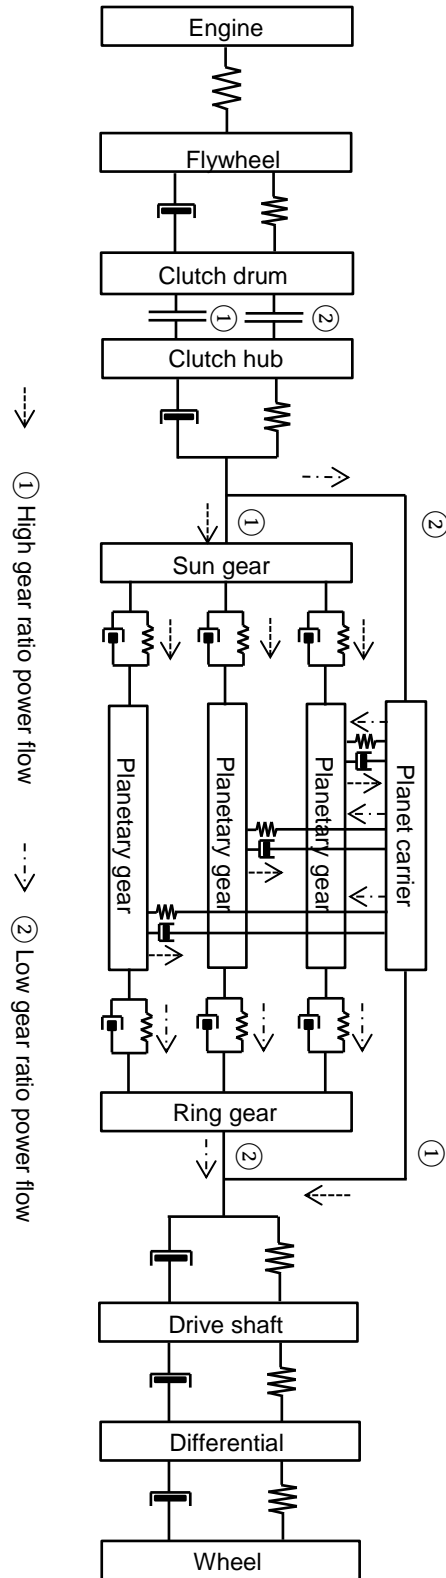 Engine
Flywheel
Clutch drum
① ②
Clutch hub
②
①
Sun gear
Planetary gear
Planetary gear
Planetary gear
Planet carrier
Ring gear
②
①
Drive shaft
Differential
Wheel
① High gear ratio power flow
② Low gear ratio power flow